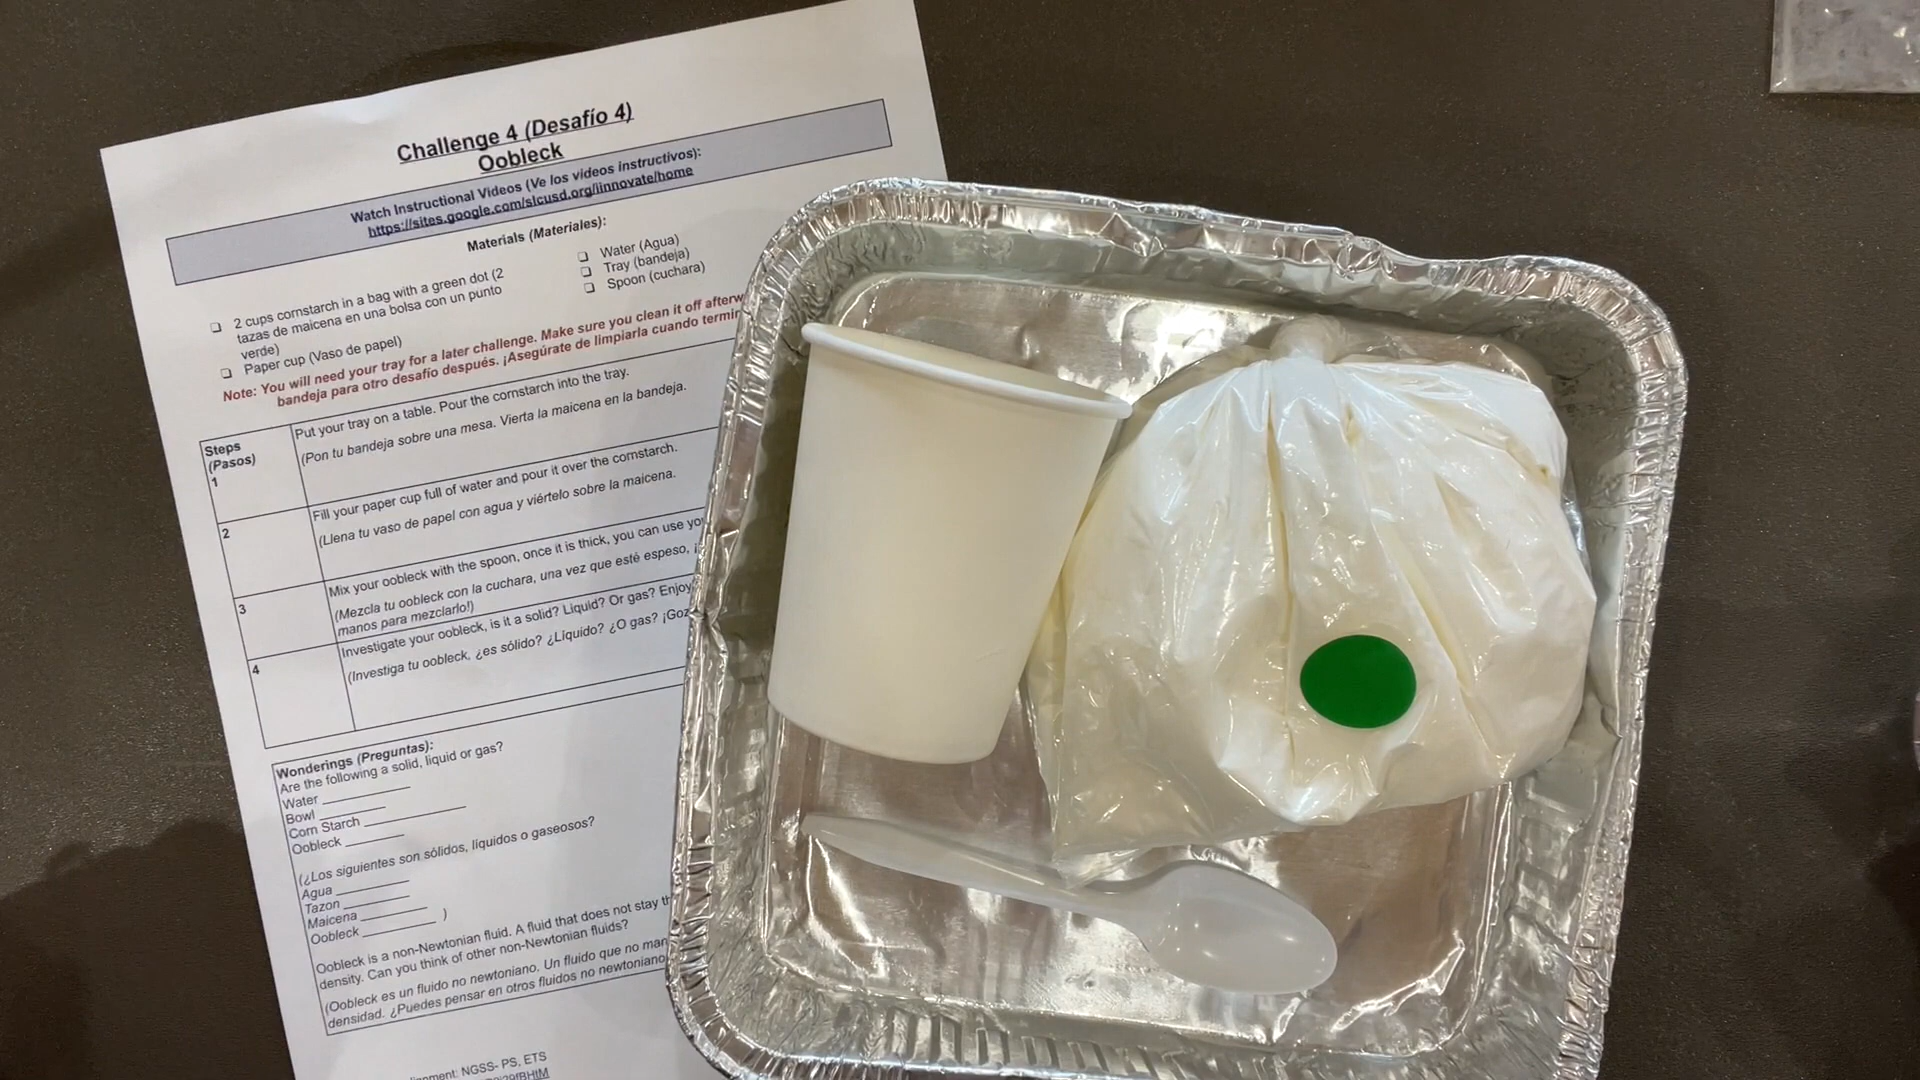 Challenge 4 (Desafío 4)
Oobleck
Watch Instructional Videos (Ve los videos instructivos):
https://sites.google.com/slcusd.org/iinnovate/home
Materials (Materiales):
❏ 2 cups cornstarch in a bag with a green dot (2
tazas de maicena en una bolsa con un punto
verde)
❏ Paper cup (Vaso de papel)
❏ Water (Agua)
❏ Tray (bandeja)
❏ Spoon (cuchara)
Note: You will need your tray for a later challenge. Make sure you clean it off
bandeja para otro desafío después. ¡Asegúrate de limpiarla cuando
Steps
(Pasos)
1
Put your tray on a table. Pour the cornstarch into the tray.
(Pon tu bandeja sobre una mesa. Vierta la maicena en la bandeja.
2
Fill your paper cup full of water and pour it over the cornstarch.
(Llena tu vaso de papel con agua y viértelo sobre la maicena.
3
Mix your oobleck with the spoon, once it is thick, you can use
(Mezcla tu oobleck con la cuchara, una vez que esté espeso,
manos para mezclarlo!)
4
Investigate your oobleck, is it a solid? Liquid? Or gas? Enjoy
(Investiga tu oobleck, ¿es sólido? ¿Líquido? ¿O gas?
Wonderings (Preguntas):
Are the following a solid, liquid or gas?
Water
Bowl
Corn Starch
Oobleck
(¿Los siguientes son sólidos, líquidos o gaseosos?
Agua
Tazon
Maicena
Oobleck )
Oobleck is a non-Newtonian fluid. A fluid that does not stay
density. Can you think of other non-Newtonian fluids?
(Oobleck es un fluido no newtoniano. Un fluido que no
densidad. ¿Puedes pensar en otros fluidos no newtoniano
NGSS- PS, ETS